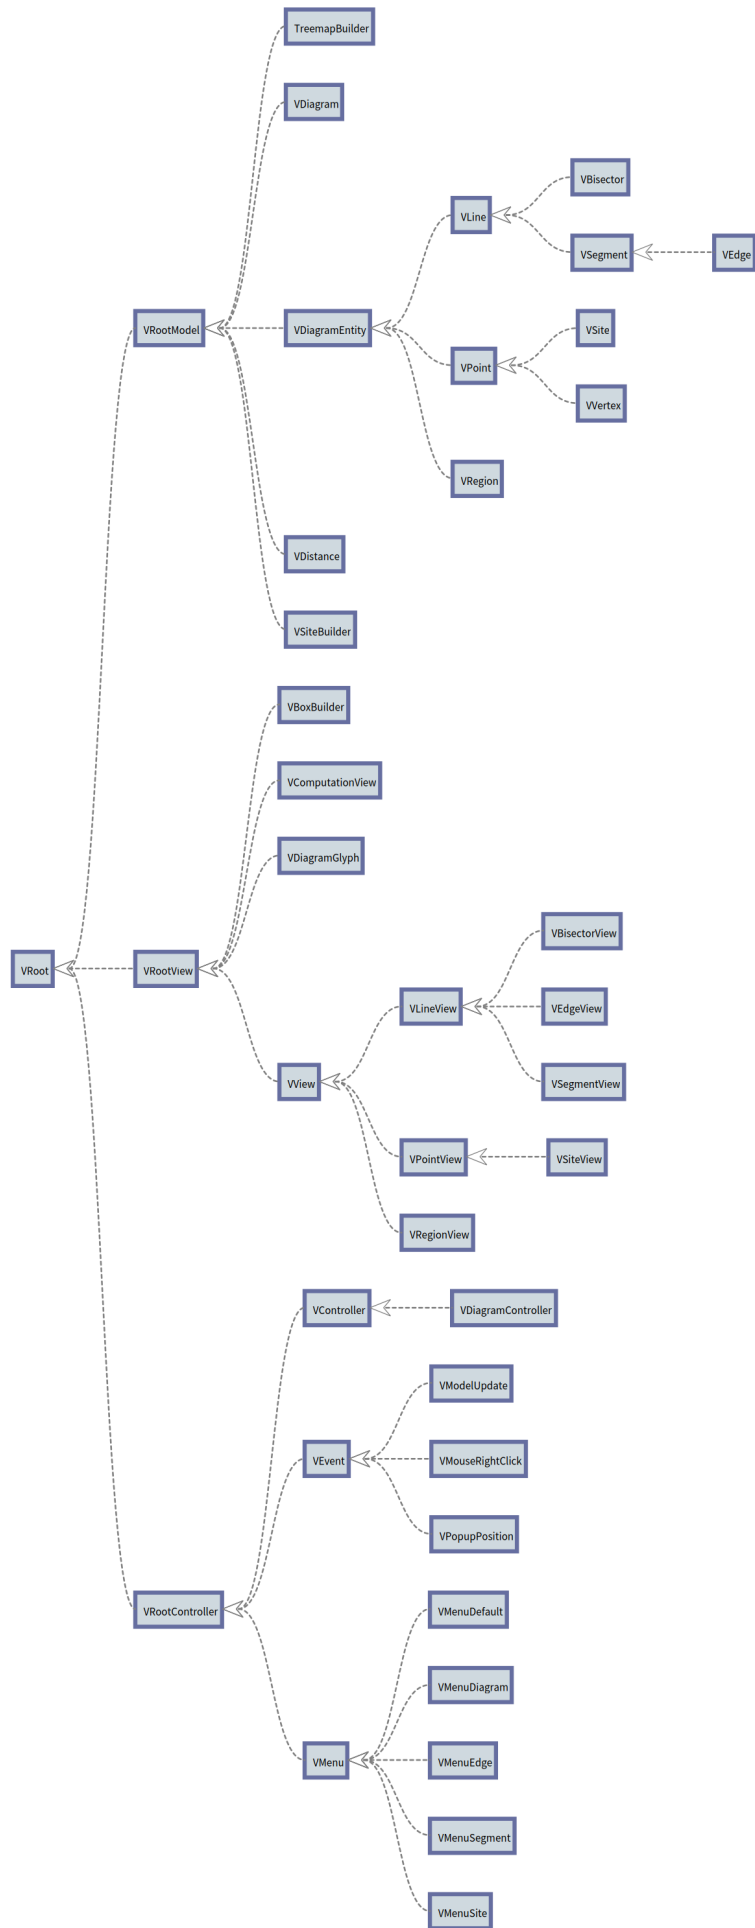 TreemapBuilder
VDiagram
VBisector
VLine
VSegment
VEdge
VSite
VRootModel
VDiagramEntity
VPoint
VVertex
VRegion
VDistance
VSiteBuilder
VBoxBuilder
VComputationView
VDiagramGlyph
VBisectorView
VRoot
VRootView
VLineView
VEdgeView
VView
VSegmentView
VPointView
VSiteView
VRegionView
VController
VDiagramController
VModelUpdate
VEvent
VMouseRightClick
VPopupPosition
VRootController
VMenuDefault
VMenuDiagram
VMenu
VMenuEdge
VMenuSegment
VMenuSite